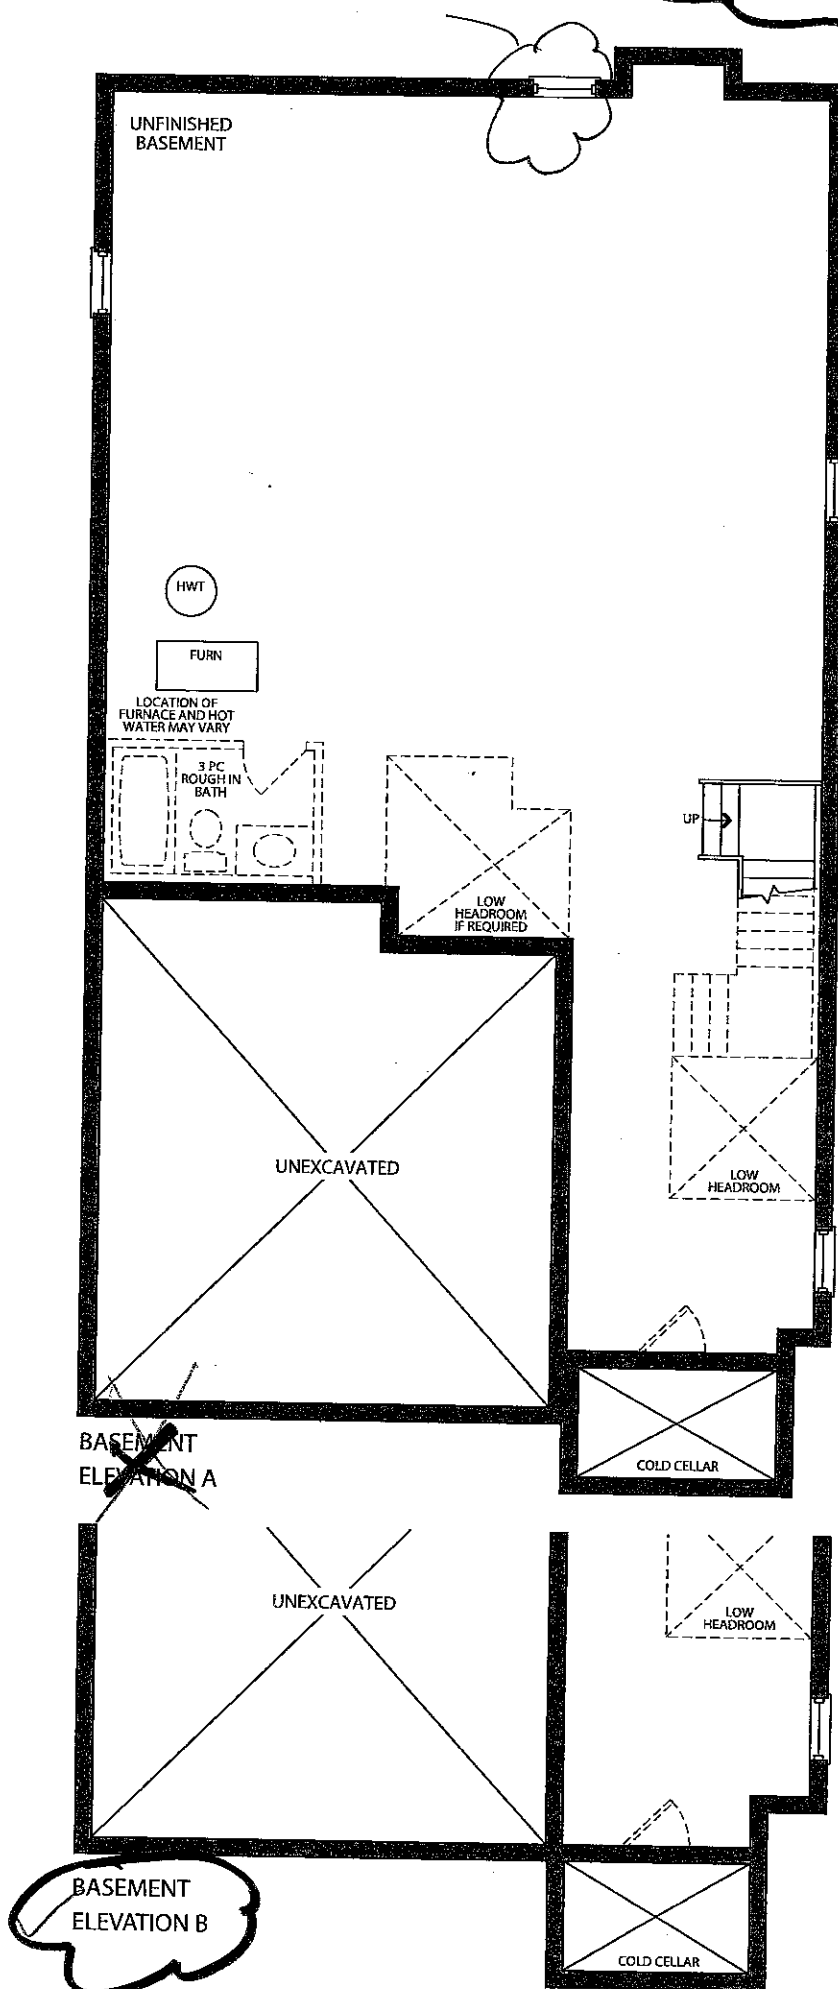 UNFINISHED
BASEMENT
HWT
FURN
LOCATION OF
FURNACE AND HOT
WATER MAY VARY
3 PC
ROUGH IN
BATH
UP
LOW
HEADROOM
IF REQUIRED
UNEXCAVATED
LOW
HEADROOM
BASEMENT
ELEVATION A
COLD CELLAR
UNEXCAVATED
LOW
HEADROOM
BASEMENT
ELEVATION B
COLD CELLAR